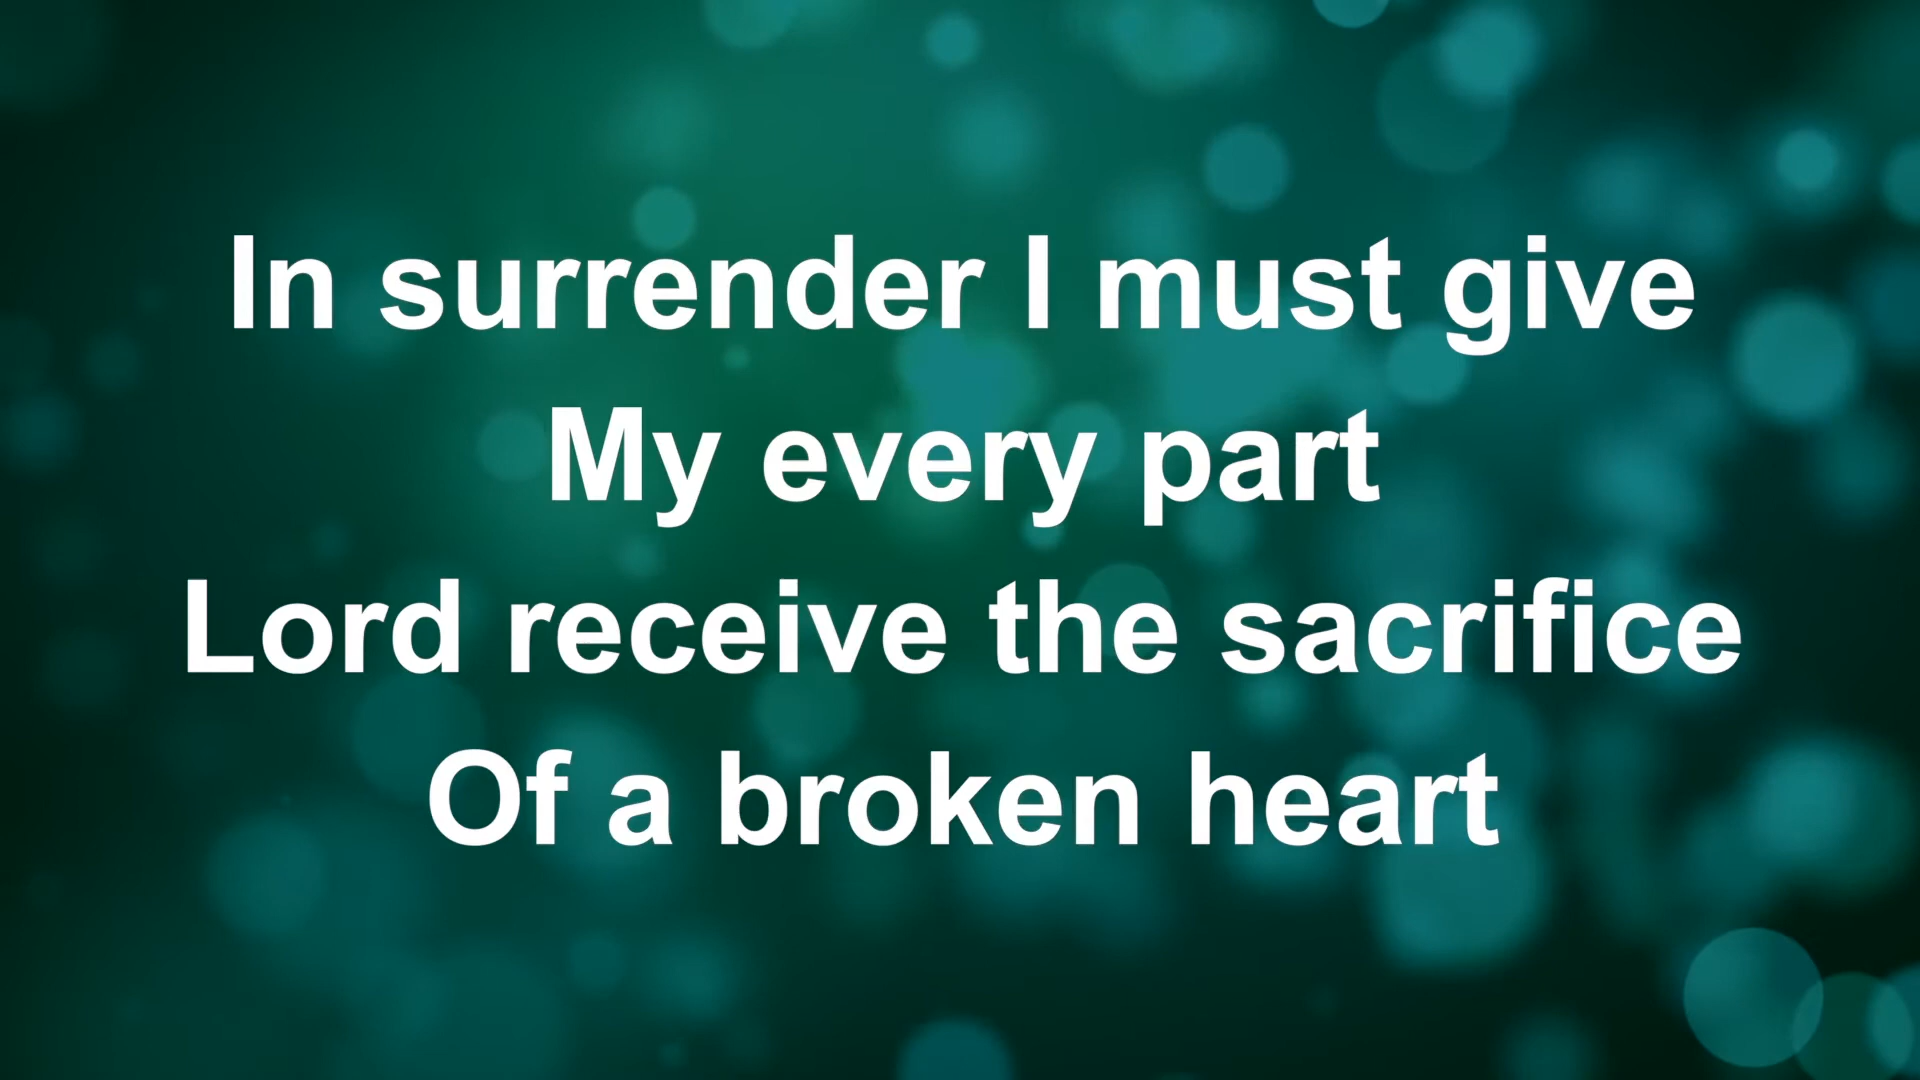 In surrender I must give
My every part
Lord receive the sacrifice
Of a broken heart